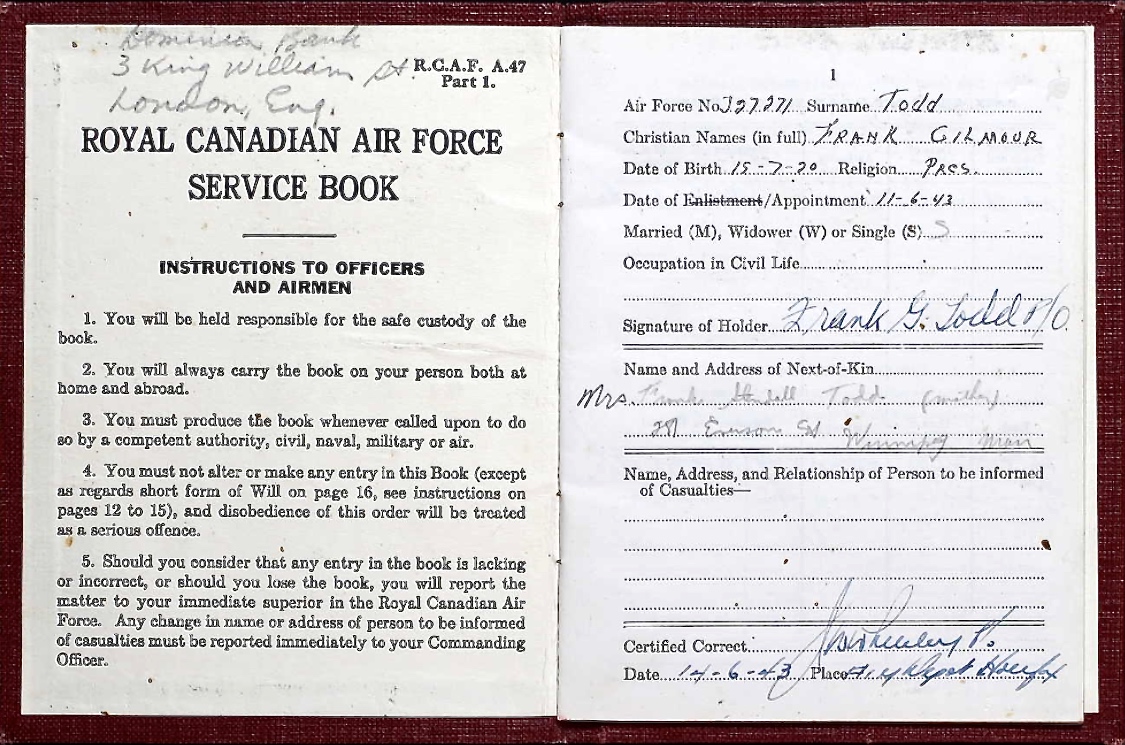 Dominion Bank
3 King William St
London, Eng.
R.C.A.F. A.47
Part 1.
ROYAL CANADIAN AIR FORCE
SERVICE BOOK
INSTRUCTIONS TO OFFICERS
AND AIRMEN
1. You will be held responsible for the safe custody of the
book.
2. You will always carry the book on your person both at
home and abroad.
3. You must produce the book whenever called upon to do
so by a competent authority, civil, naval, military or air.
4. You must not alter or make any entry in this Book (except
as regards short form of Will on page 16, see instructions on
pages 12 to 15), and disobedience of this order will be treated
as a serious offence.
5. Should you consider that any entry in the book is lacking
or incorrect, or should you lose the book, you will report the
matter to your immediate superior in the Royal Canadian Air
Force. Any change in name or address of person to be informed
of casualties must be reported immediately to your Commanding
Officer.
1
Air Force No. J27271 Surname Todd
Christian Names (in full) FRANK GILMOUR
Date of Birth 15-7-20 Religion PRES.
Date of Enlistment/Appointment 11-6-43
Married (M), Widower (W) or Single (S) S
Occupation in Civil Life
Signature of Holder Frank G. Todd P/O
Name and Address of Next-of-Kin
Mrs. Frank Todd (mother)
St Winnipeg Man
Name, Address, and Relationship of Person to be informed
of Casualties—
Certified Correct
Date 14-6-43 Place "Y" Depot Halifax